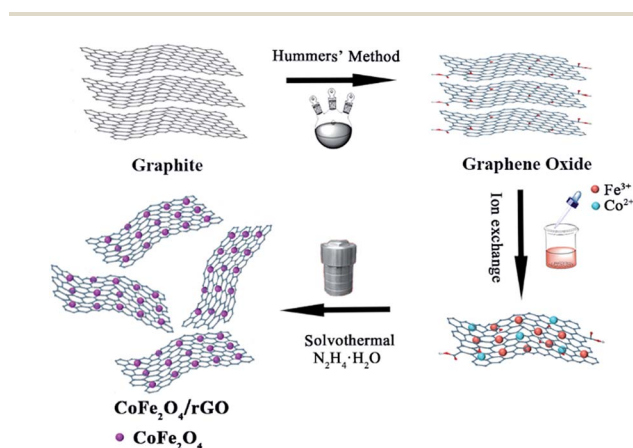 Hummers' Method
Graphite
Graphene Oxide
Ion exchange
Fe³⁺
Co²⁺
Solvothermal
N₂H₄·H₂O
CoFe₂O₄/rGO
CoFe₂O₄